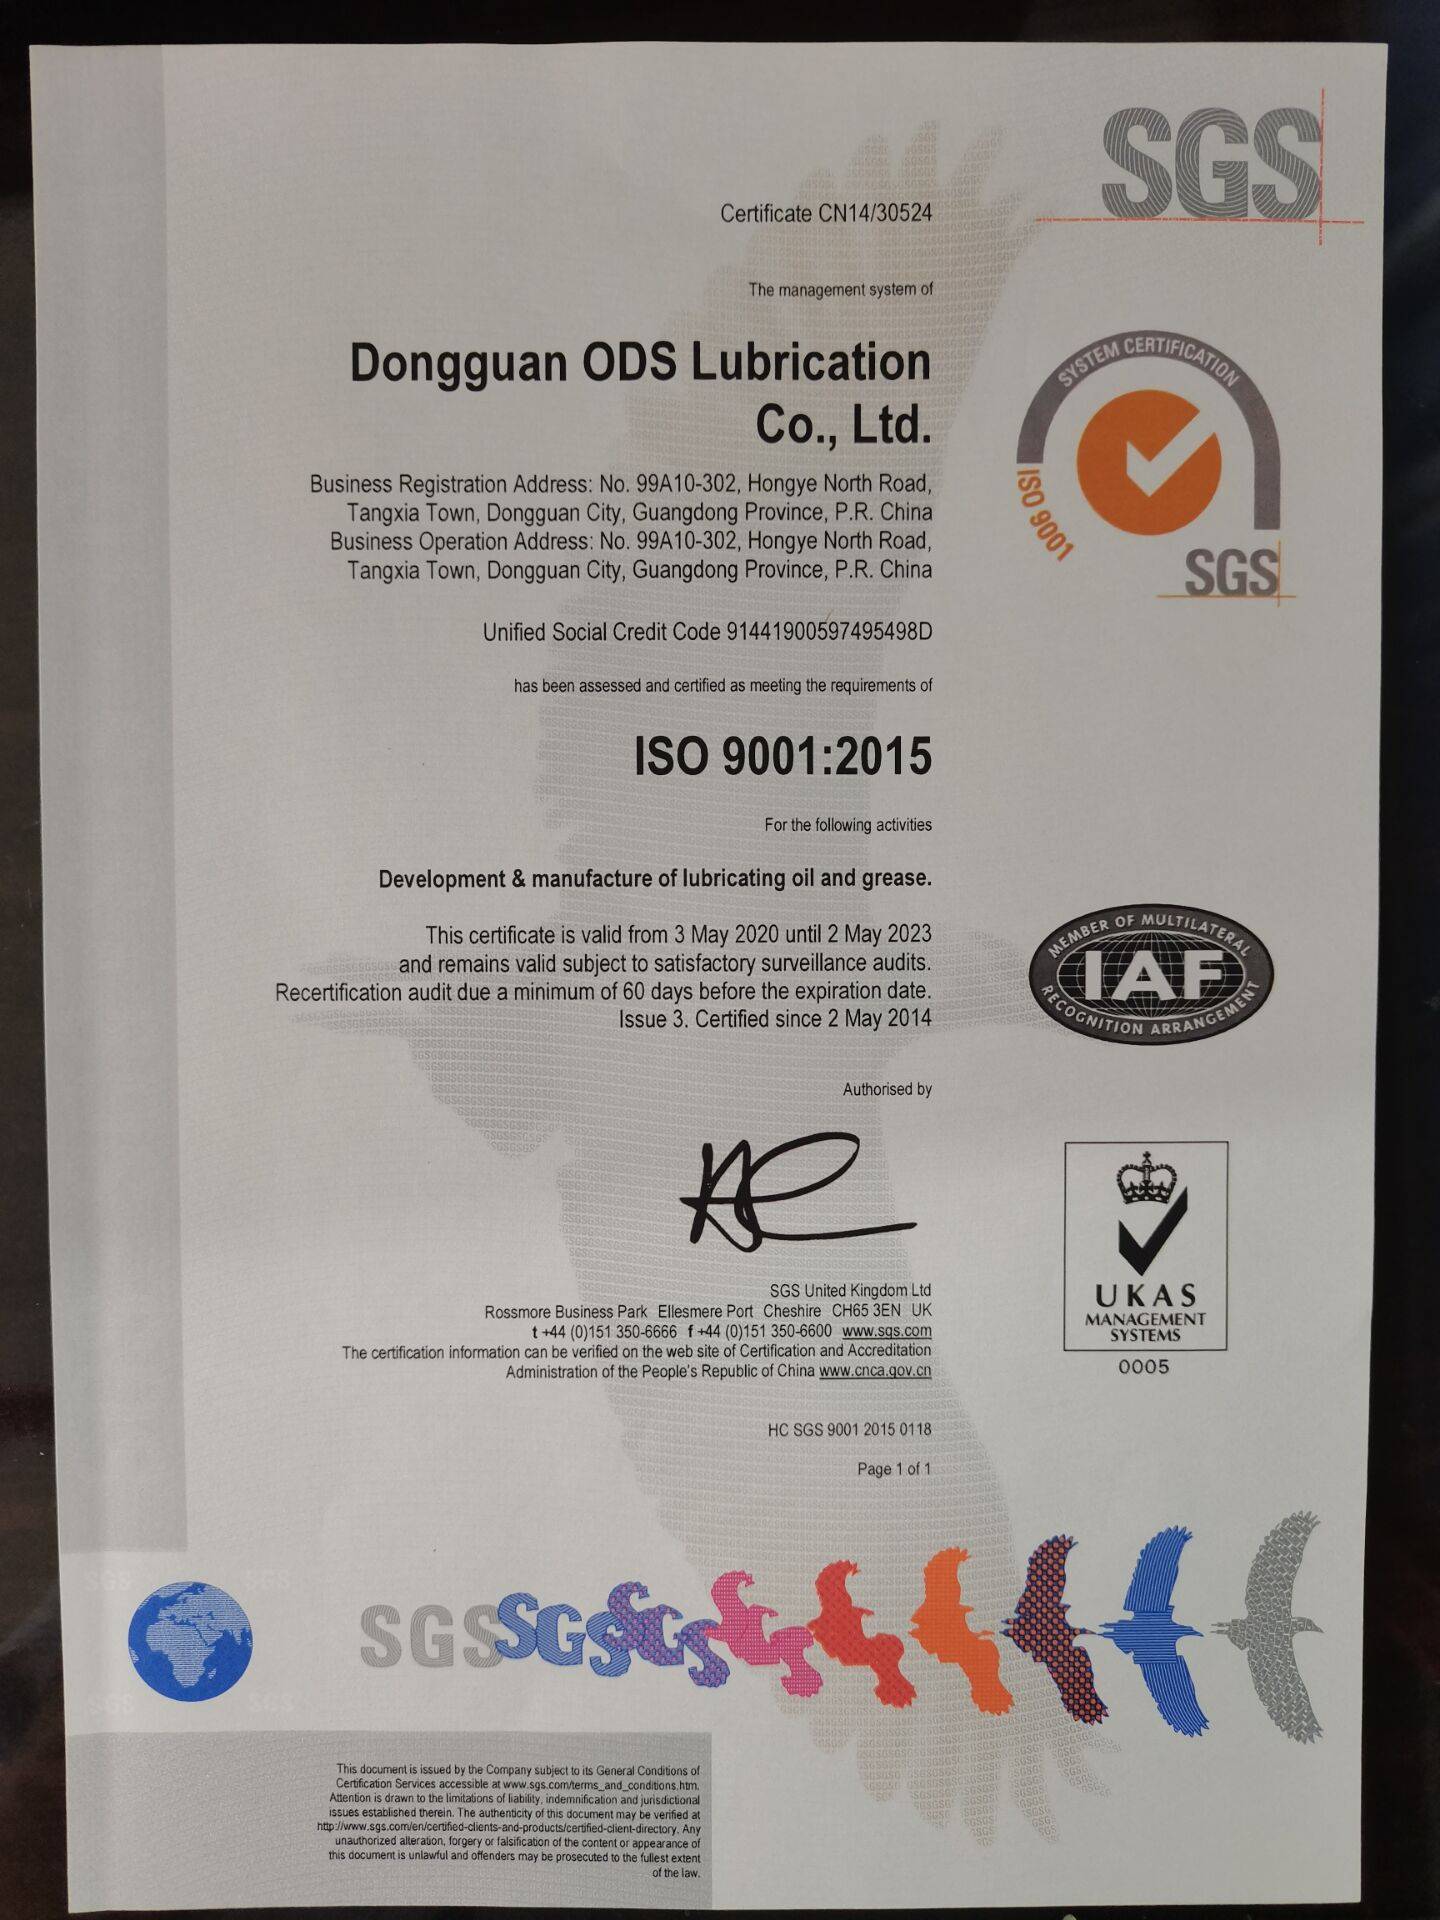 SGS
Certificate CN14/30524
The management system of
Dongguan ODS Lubrication
Co., Ltd.
Business Registration Address: No. 99A10-302, Hongye North Road,
Tangxia Town, Dongguan City, Guangdong Province, P.R. China
Business Operation Address: No. 99A10-302, Hongye North Road,
Tangxia Town, Dongguan City, Guangdong Province, P.R. China
Unified Social Credit Code 91441900597495498D
has been assessed and certified as meeting the requirements of
ISO 9001:2015
For the following activities
Development & manufacture of lubricating oil and grease.
This certificate is valid from 3 May 2020 until 2 May 2023
and remains valid subject to satisfactory surveillance audits.
Recertification audit due a minimum of 60 days before the expiration date.
Issue 3. Certified since 2 May 2014
Authorised by
SGS United Kingdom Ltd
Rossmore Business Park Ellesmere Port Cheshire CH65 3EN UK
t +44 (0)151 350-6666 f +44 (0)151 350-6600 www.sgs.com
The certification information can be verified on the web site of Certification and Accreditation
Administration of the People's Republic of China www.cnca.gov.cn
HC SGS 9001 2015 0118
Page 1 of 1
SYSTEM CERTIFICATION
ISO 9001
SGS
MEMBER OF MULTILATERAL
IAF
RECOGNITION ARRANGEMENT
UKAS
MANAGEMENT
SYSTEMS
0005
SGS SGS SGS
This document is issued by the Company subject to its General Conditions of
Certification Services accessible at www.sgs.com/terms_and_conditions.htm.
Attention is drawn to the limitations of liability, indemnification and jurisdictional
issues established therein. The authenticity of this document may be verified at
http://www.sgs.com/en/certified-clients-and-products/certified-client-directory. Any
unauthorized alteration, forgery or falsification of the content or appearance of
this document is unlawful and offenders may be prosecuted to the fullest extent
of the law.